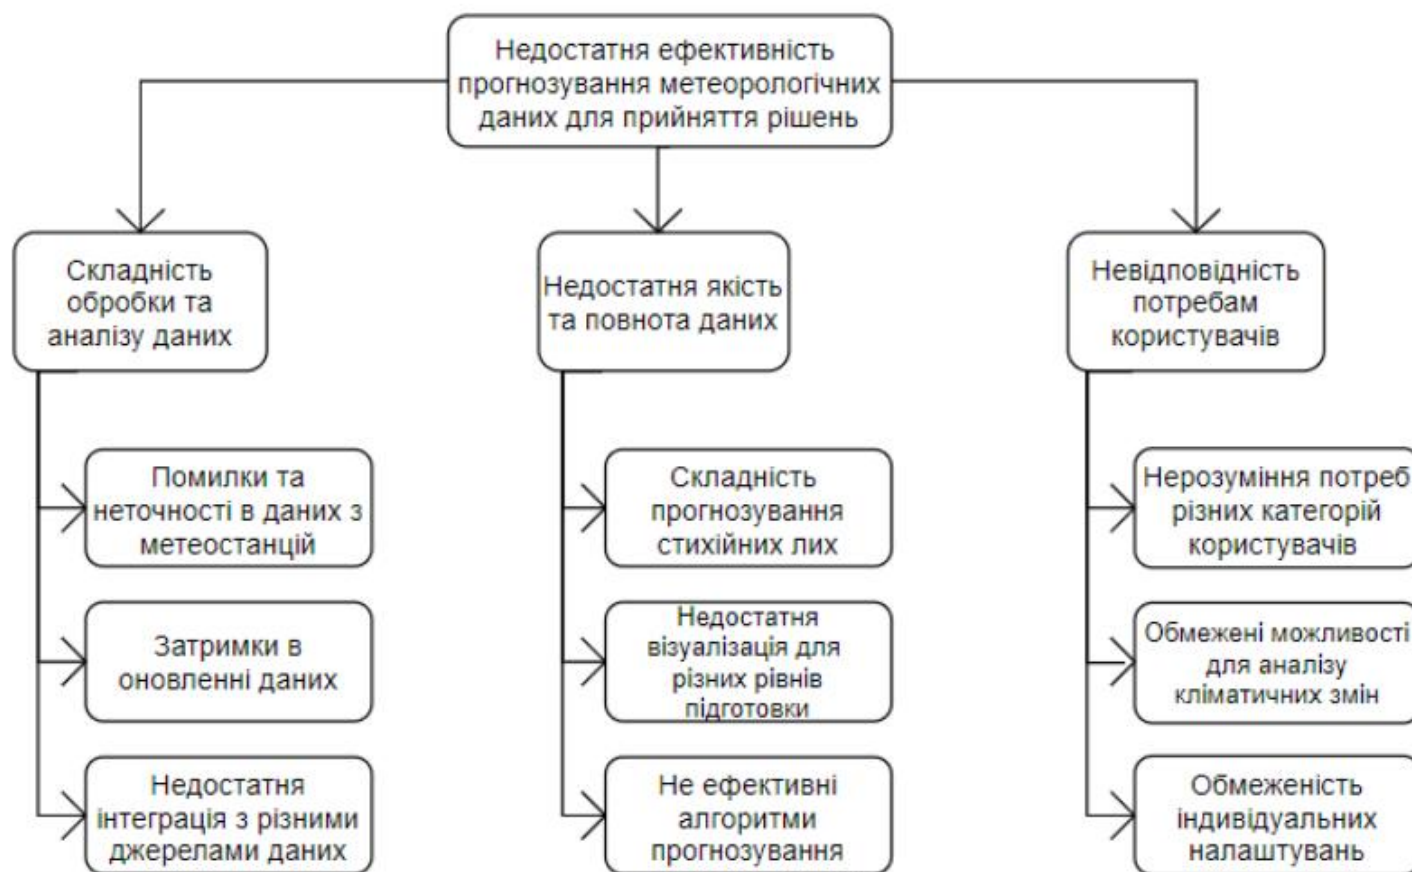 Недостатня ефективність
прогнозування метеорологічних
даних для прийняття рішень
Складність
обробки та
аналізу даних
Недостатня якість
та повнота даних
Невідповідність
потребам
користувачів
Помилки та
неточності в даних з
метеостанцій
Складність
прогнозування
стихійних лих
Нерозуміння потреб
різних категорій
користувачів
Затримки в
оновленні даних
Недостатня
візуалізація для
різних рівнів
підготовки
Обмежені можливості
для аналізу
кліматичних змін
Недостатня
інтеграція з різними
джерелами даних
Не ефективні
алгоритми
прогнозування
Обмеженість
індивідуальних
налаштувань